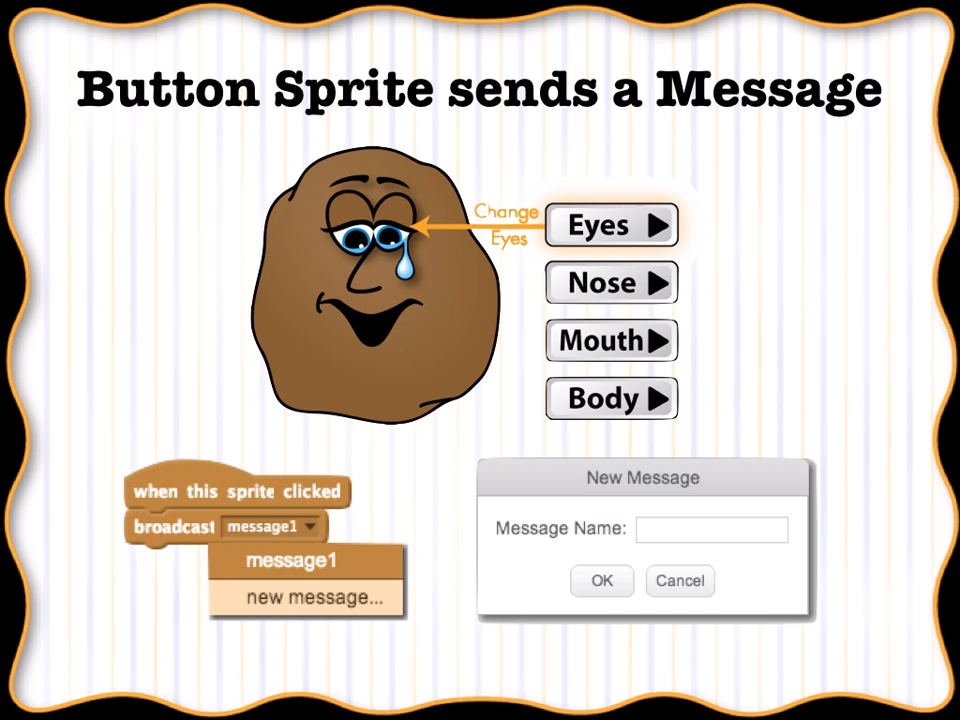 Button Sprite sends a Message
Change
Eyes
Eyes
Nose
Mouth
Body
when this sprite clicked
broadcast message1
message1
new message...
New Message
Message Name:
OK Cancel